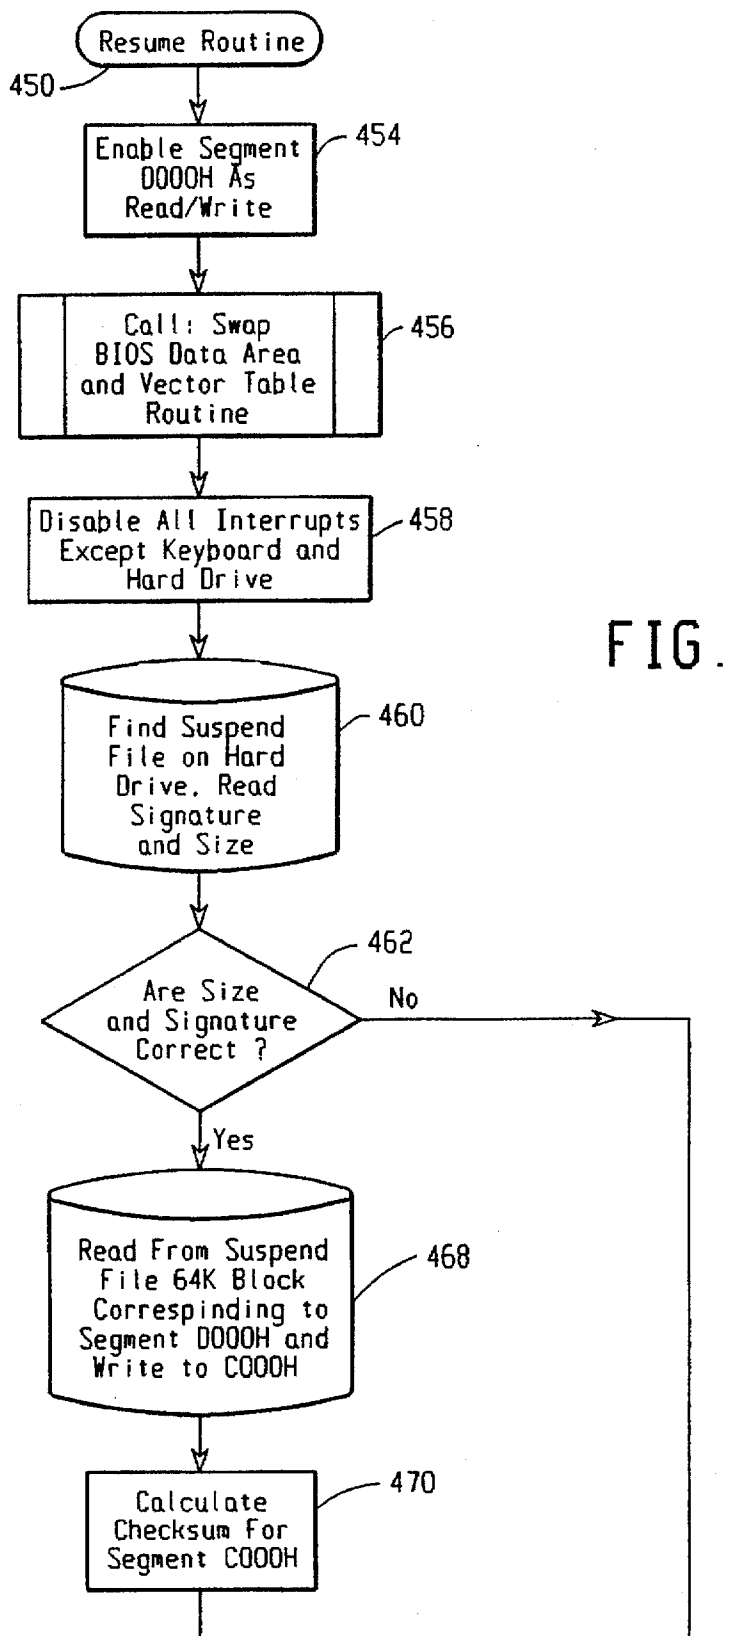 Resume Routine
450
454
Enable Segment
D000H As
Read/Write
456
Call: Swap
BIOS Data Area
and Vector Table
Routine
458
Disable All Interrupts
Except Keyboard and
Hard Drive
FIG.
460
Find Suspend
File on Hard
Drive. Read
Signature
and Size
462
Are Size
and Signature
Correct ?
No
Yes
468
Read From Suspend
File 64K Block
Correspinding to
Segment D000H and
Write to C000H
470
Calculate
Checksum For
Segment C000H